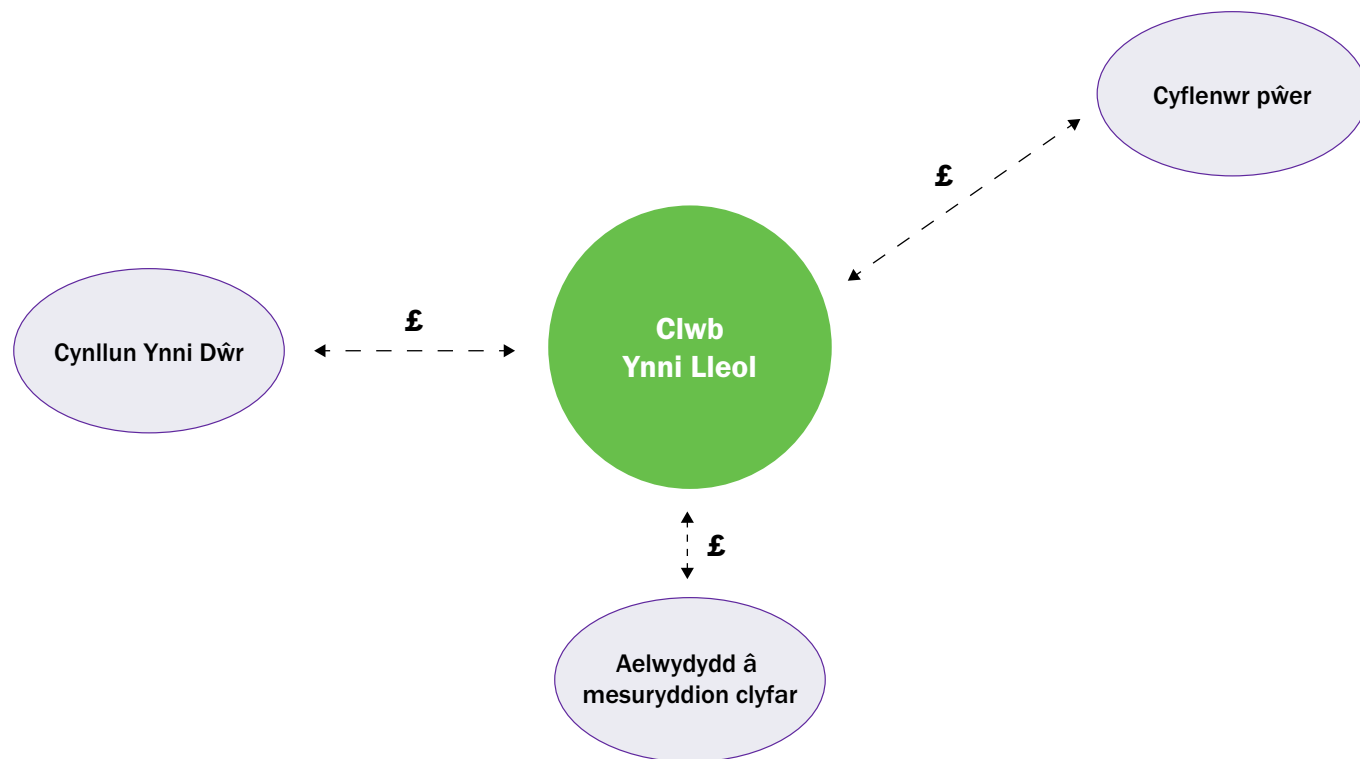 Cyflenwr pŵer
£
Clwb
Ynni Lleol
£
Cynllun Ynni Dŵr
£
Aelwydydd â
mesuryddion clyfar